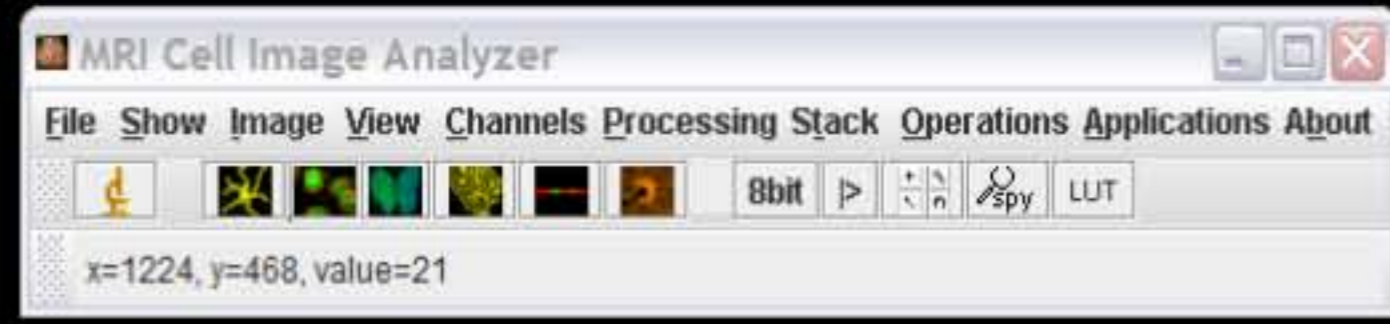 MRI Cell Image Analyzer
File Show Image View Channels Processing Stack Operations Applications About
8bit |> spy LUT
x=1224, y=468, value=21